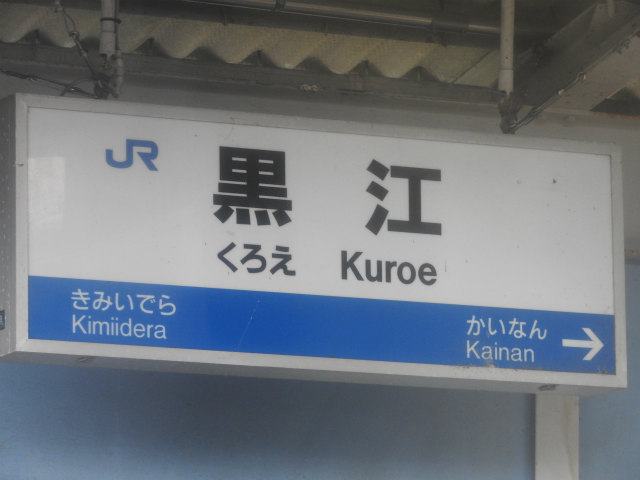 JR
黒江
くろえ Kuroe
きみいでら
Kimiidera
かいなん
Kainan